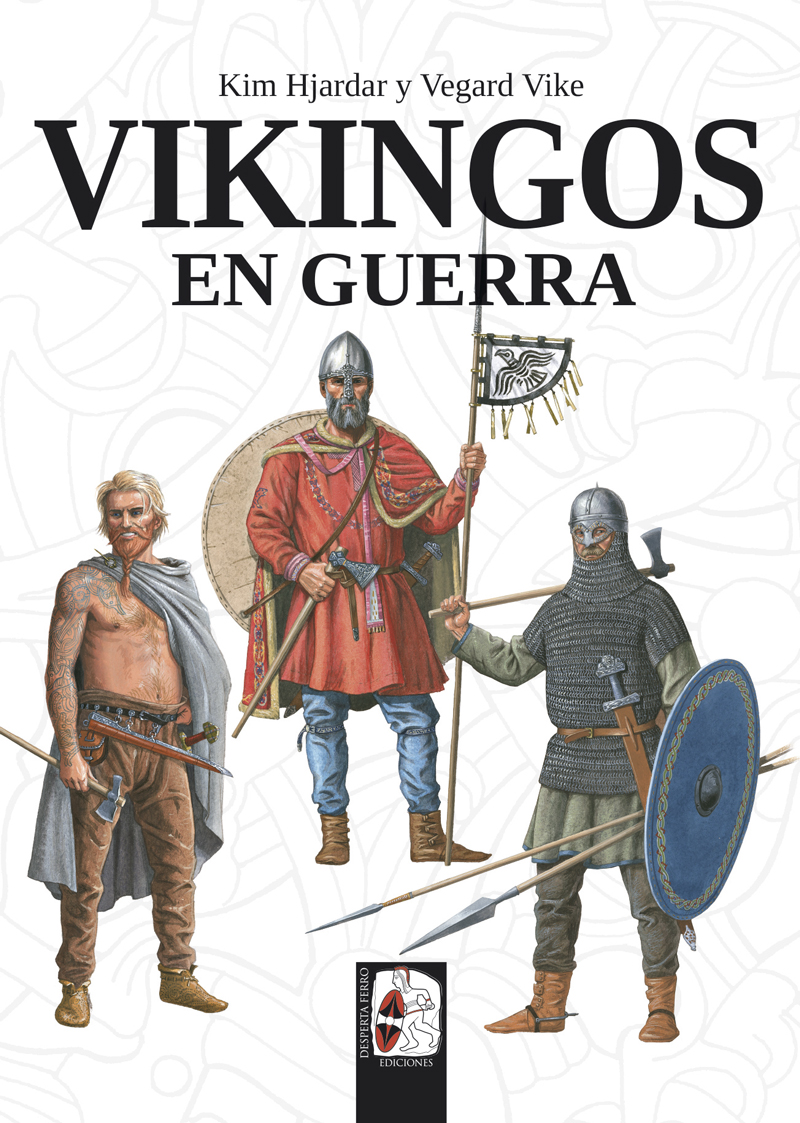 Kim Hjardar y Vegard Vike
VIKINGOS
EN GUERRA
DESPERTA FERRO
EDICIONES